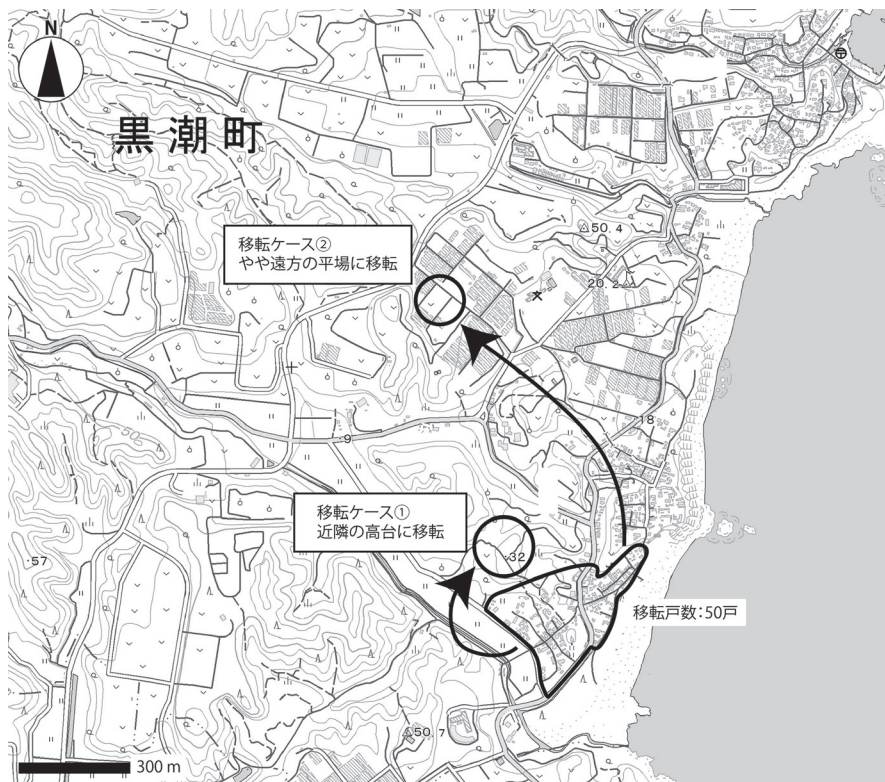 N
黒潮町
移転ケース②
やや遠方の平場に移転
50.4
20.2
18
9
移転ケース①
近隣の高台に移転
32
57
移転戸数:50戸
7
50.7
300 m